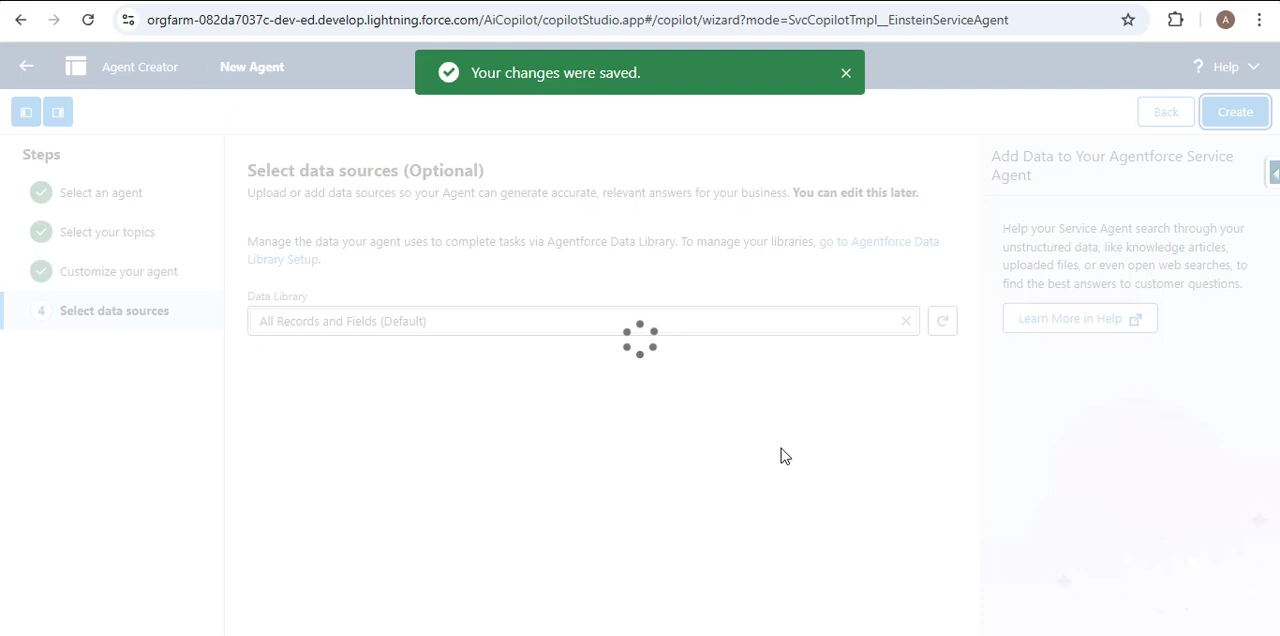 orgfarm-082da7037c-dev-ed.develop.lightning.force.com/AiCopilot/copilotStudio.app#/copilot/wizard?mode=SvcCopilotTmpl__EinsteinServiceAgent
A
Agent Creator
New Agent
Your changes were saved.
Help
Back
Create
Steps
Select an agent
Select your topics
Customize your agent
4
Select data sources
Select data sources (Optional)
Upload or add data sources so your Agent can generate accurate, relevant answers for your business. You can edit this later.
Manage the data your agent uses to complete tasks via Agentforce Data Library. To manage your libraries, go to Agentforce Data
Library Setup.
Data Library
All Records and Fields (Default)
Add Data to Your Agentforce Service
Agent
Help your Service Agent search through your
unstructured data, like knowledge articles,
uploaded files, or even open web searches, to
find the best answers to customer questions.
Learn More in Help